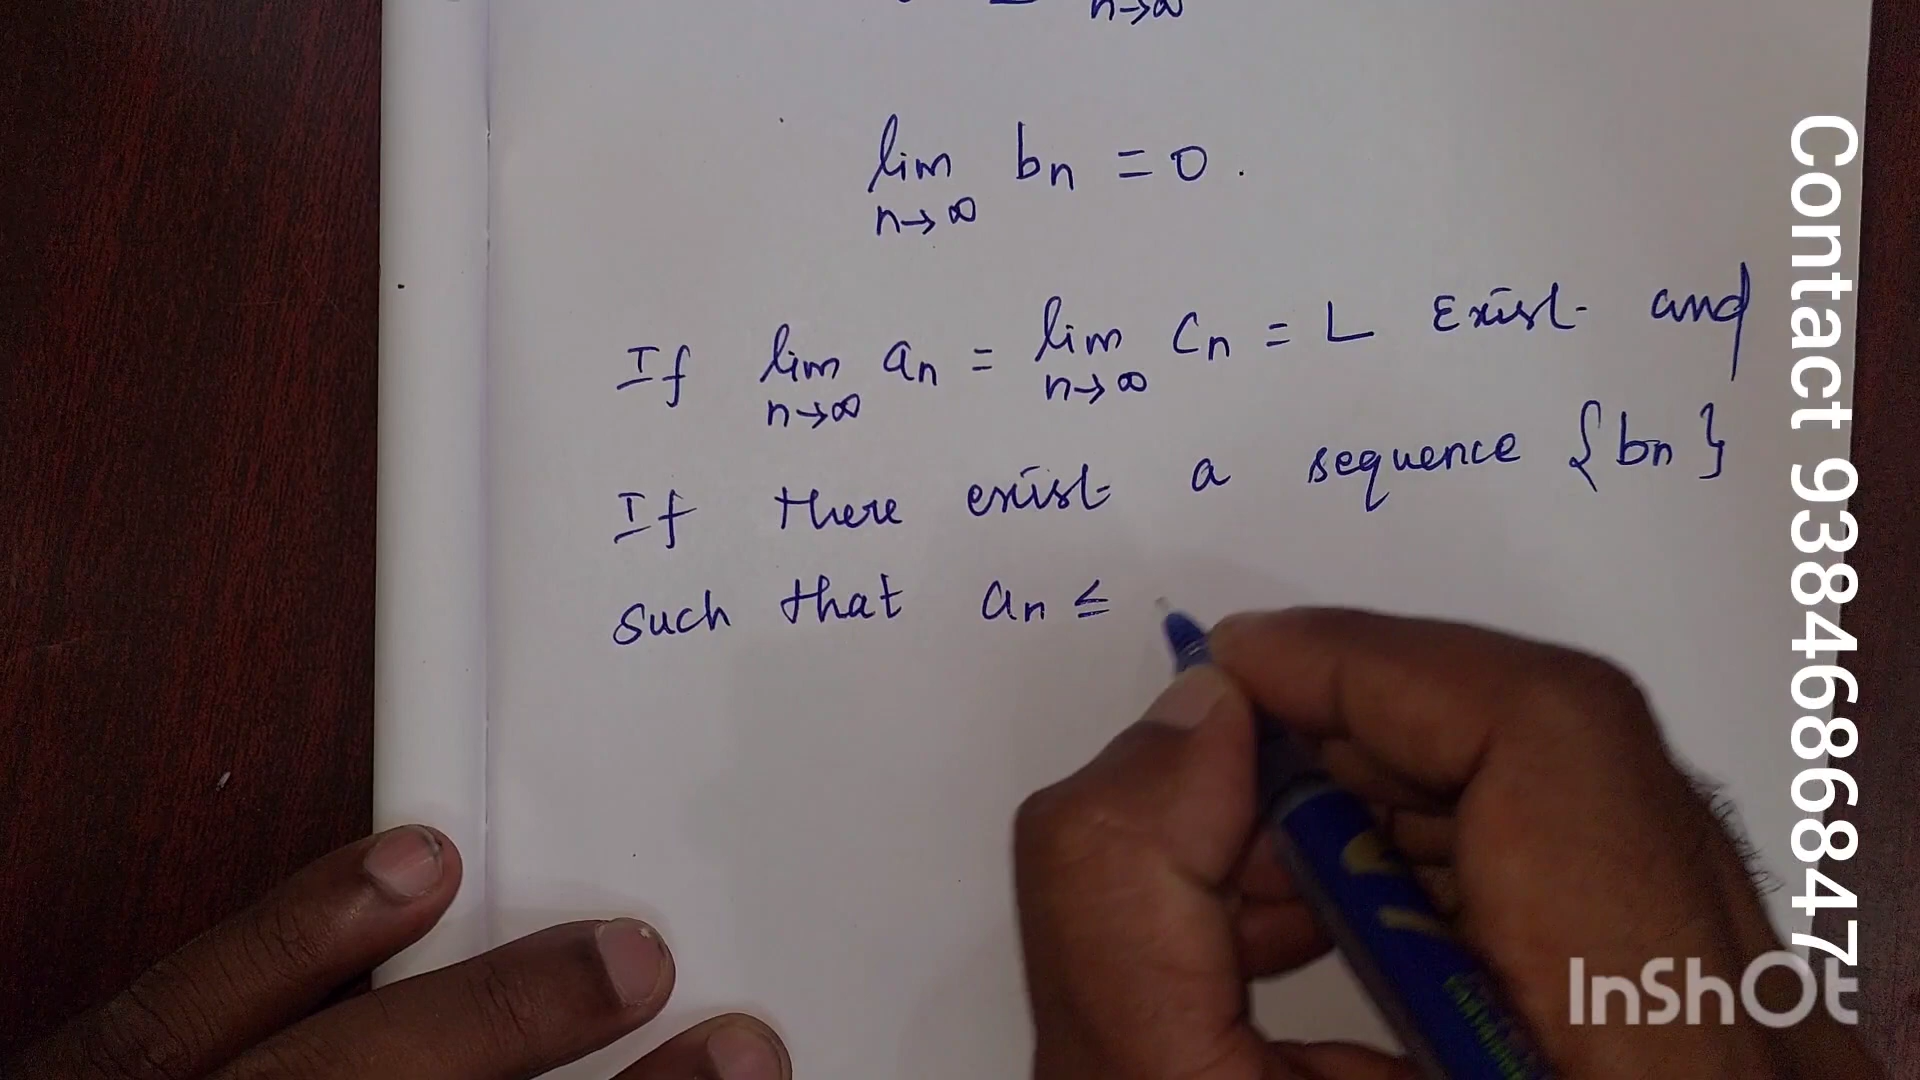 n→∞
lim bn = 0.
n→∞
If lim an = lim cn = L Exist and
n→∞ n→∞
If there exist a sequence {bn}
such that an ≤
Contact 9384686847
InShOt